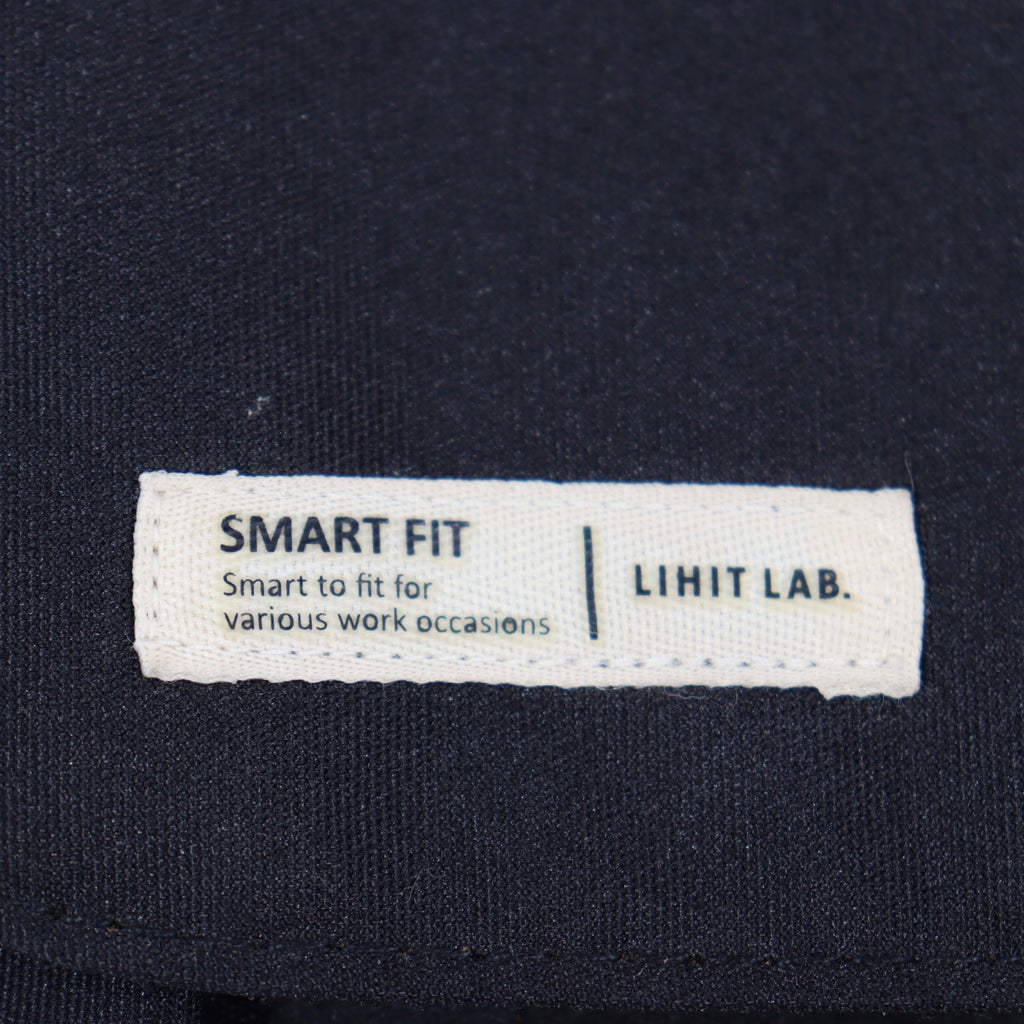 SMART FIT
Smart to fit for
various work occasions
LIHIT LAB.